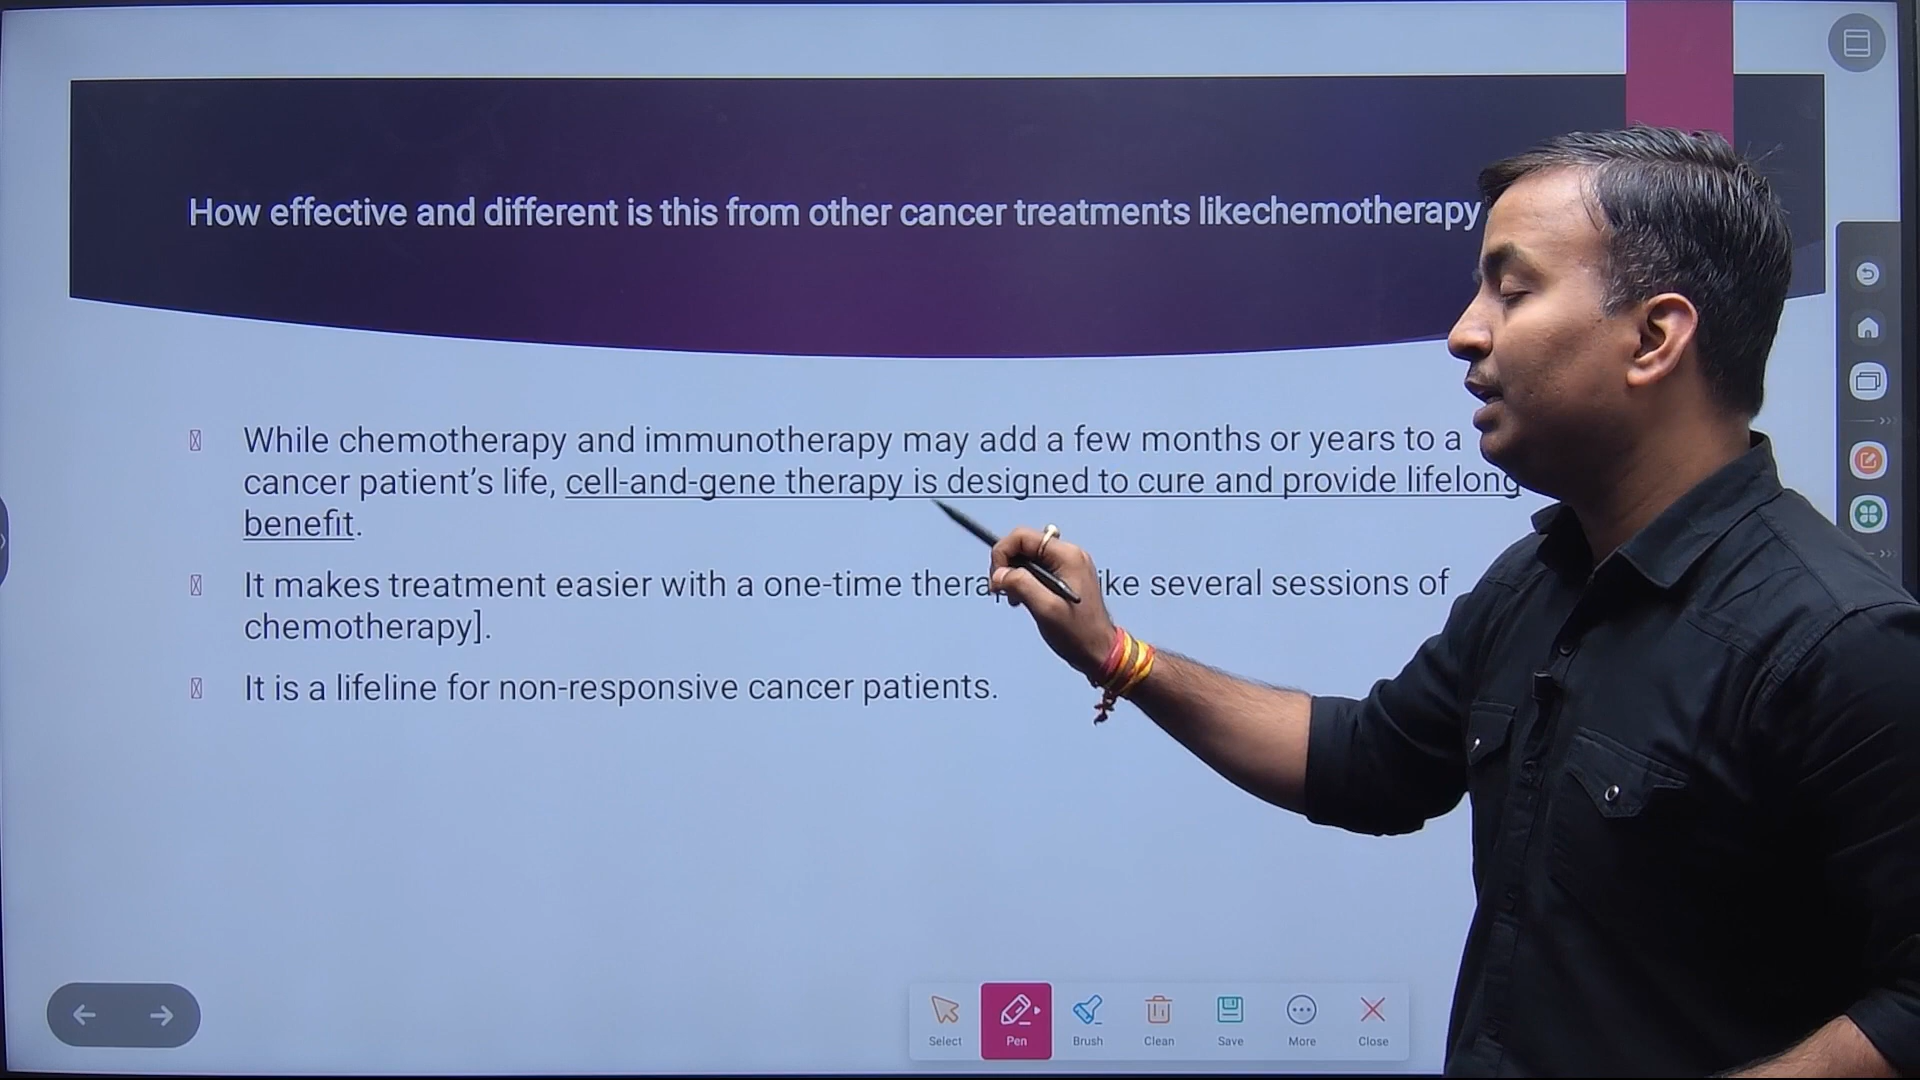 How effective and different is this from other cancer treatments likechemotherapy
While chemotherapy and immunotherapy may add a few months or years to a
cancer patient’s life, cell-and-gene therapy is designed to cure and provide lifelong
benefit.
It makes treatment easier with a one-time several sessions of
chemotherapy].
It is a lifeline for non-responsive cancer patients.
Select Pen Brush Clean Save More Close